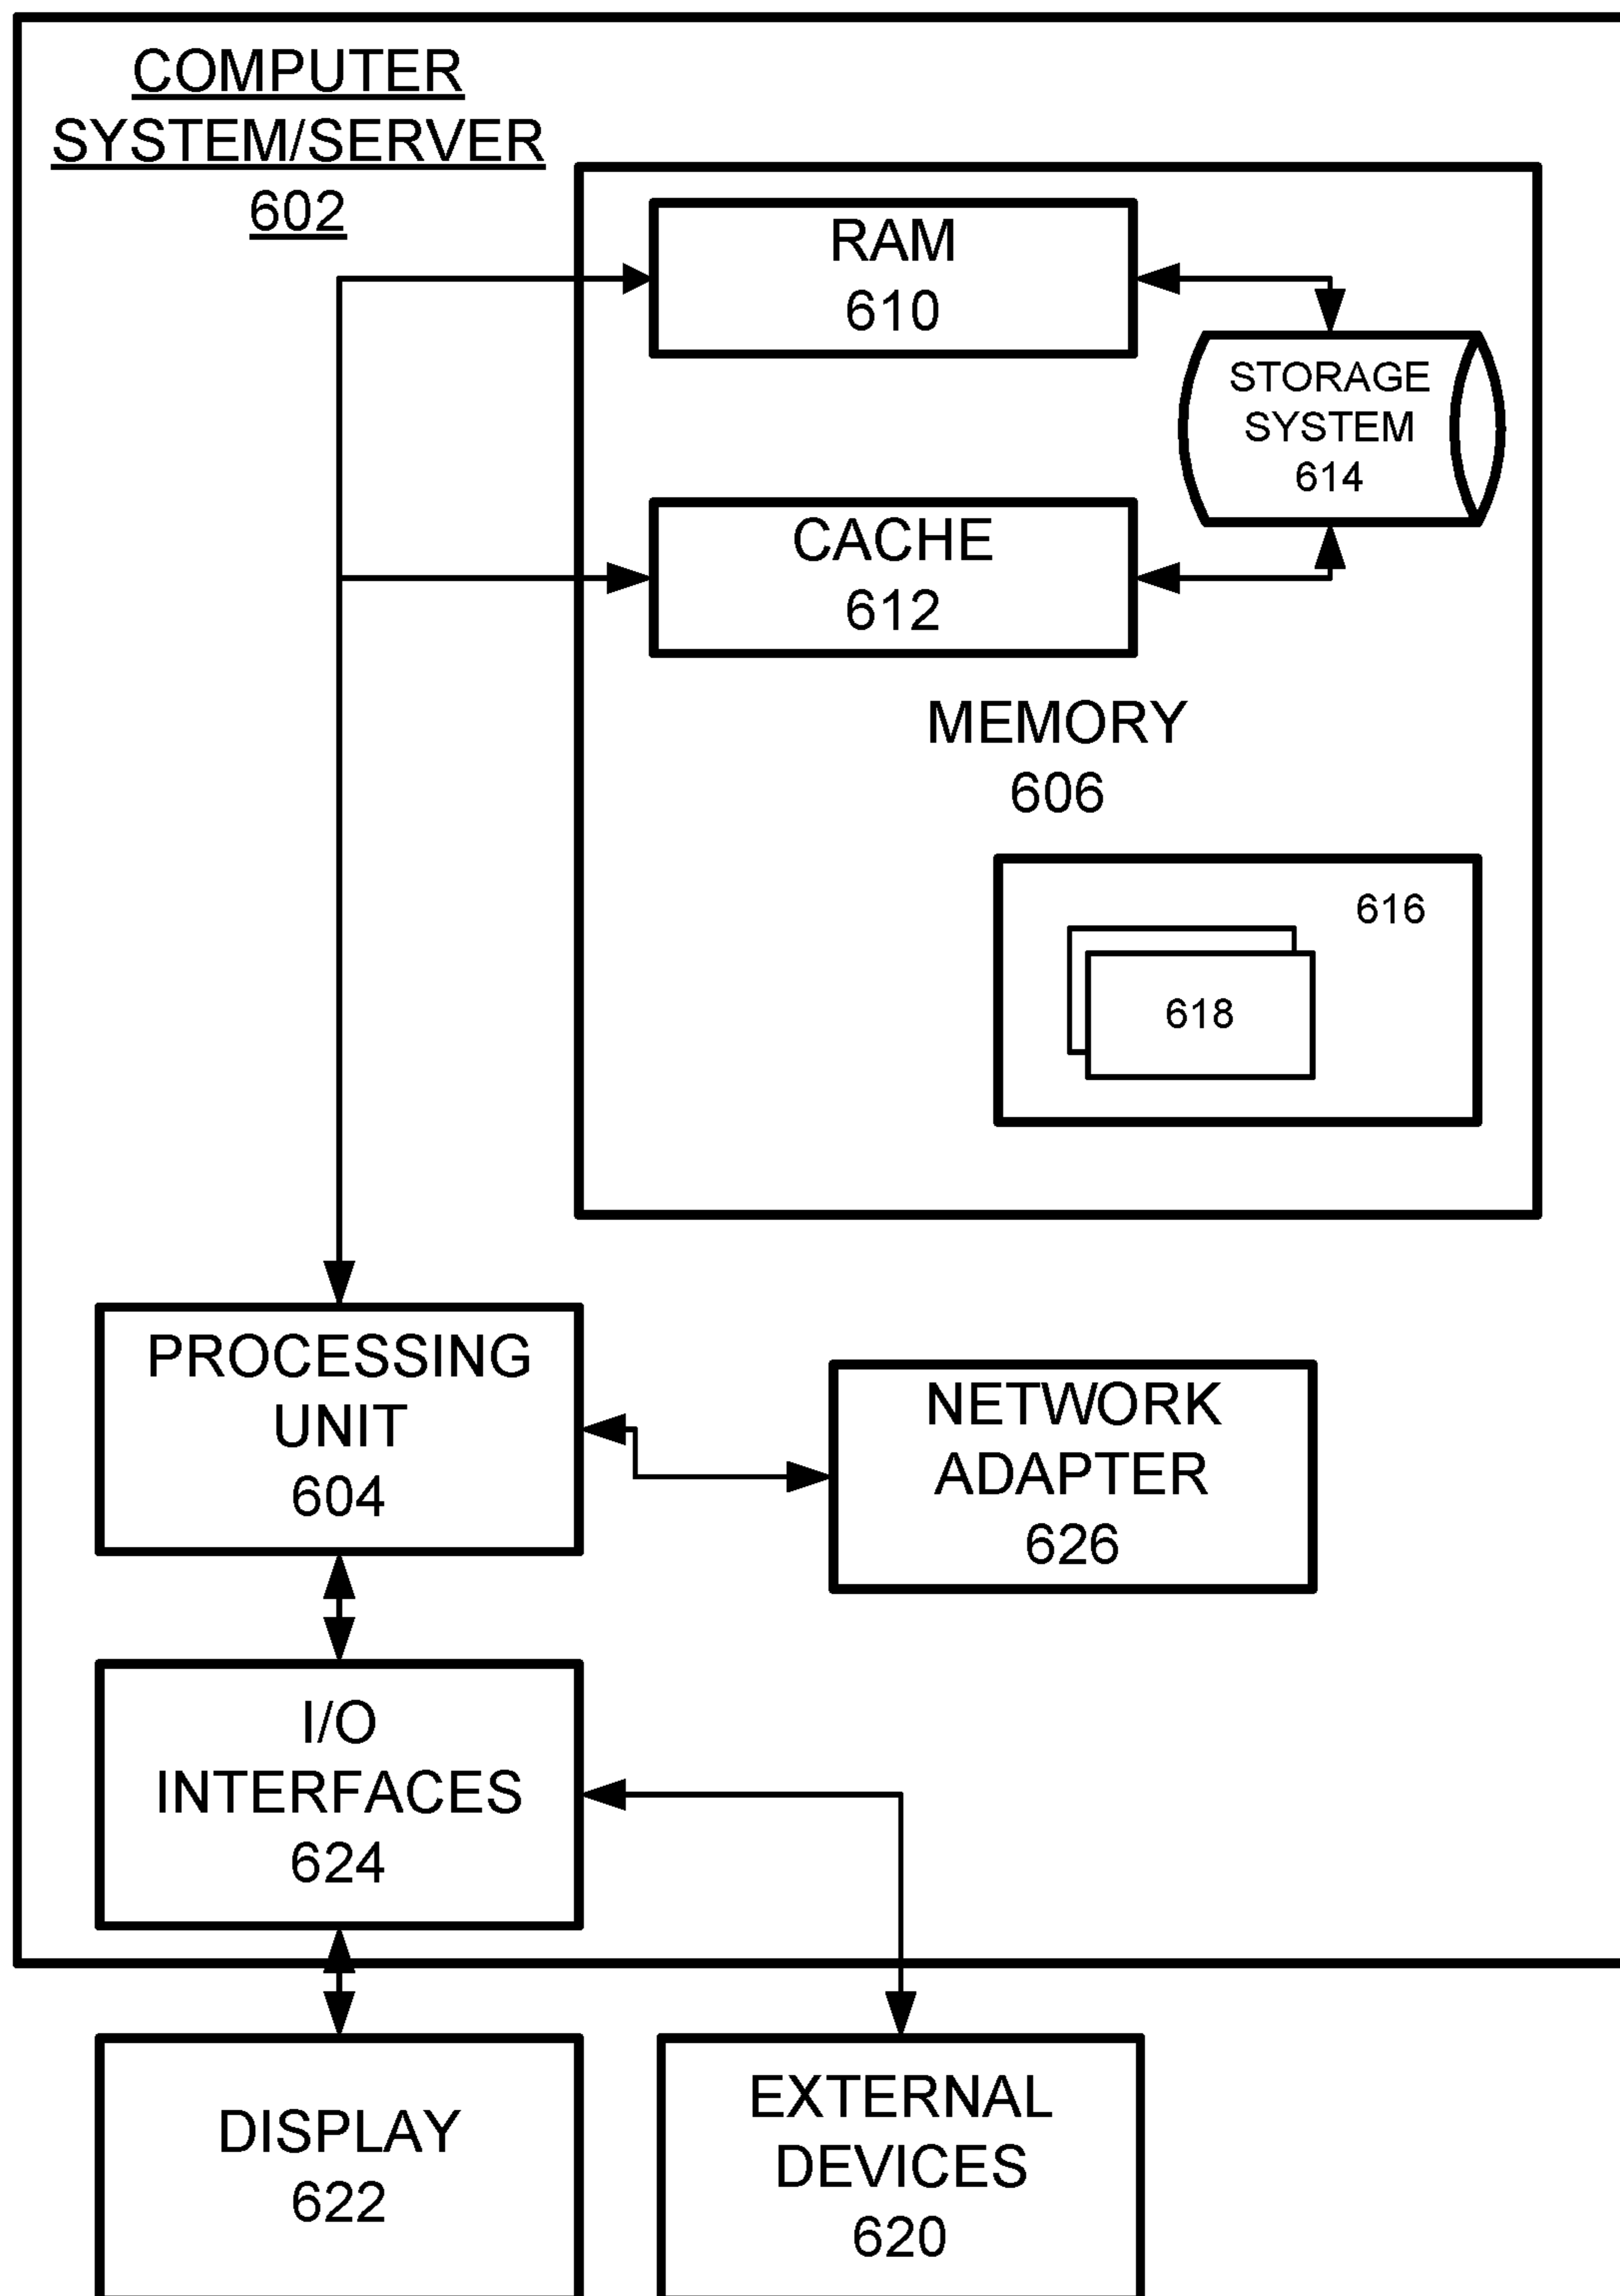 COMPUTER
SYSTEM/SERVER
602
RAM
610
STORAGE
SYSTEM
614
CACHE
612
MEMORY
606
616
618
PROCESSING
UNIT
604
NETWORK
ADAPTER
626
I/O
INTERFACES
624
DISPLAY
622
EXTERNAL
DEVICES
620